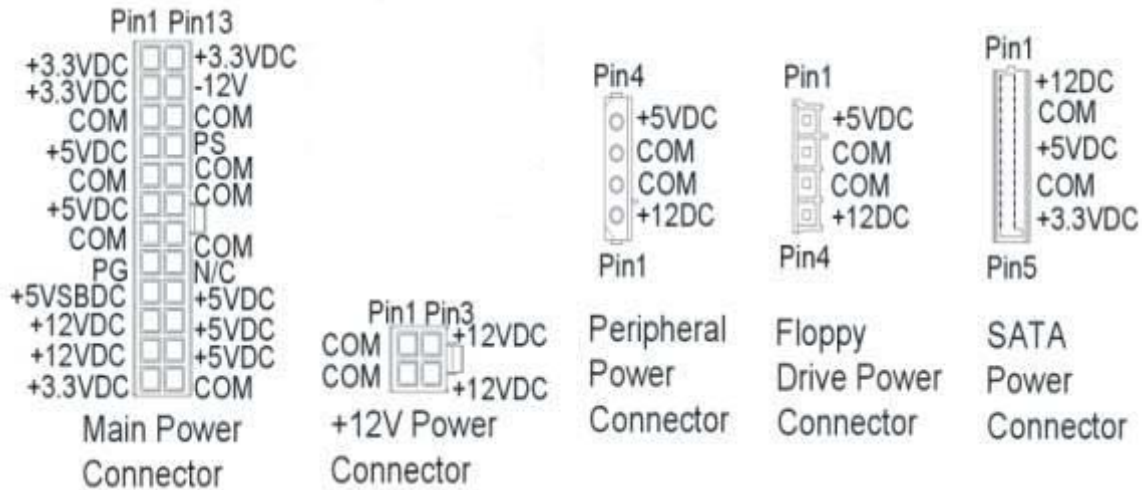 Pin1 Pin13
+3.3VDC +3.3VDC
+3.3VDC -12V
COM COM
+5VDC PS
COM COM
+5VDC COM
COM COM
PG N/C
+5VSBDC +5VDC
+12VDC +5VDC
+12VDC +5VDC
+3.3VDC COM
Main Power
Connector
Pin1 Pin3
COM +12VDC
COM +12VDC
+12V Power
Connector
Pin4
+5VDC
COM
COM
+12DC
Pin1
Peripheral
Power
Connector
Pin1
+5VDC
COM
COM
+12DC
Pin4
Floppy
Drive Power
Connector
Pin1
+12DC
COM
+5VDC
COM
+3.3VDC
Pin5
SATA
Power
Connector